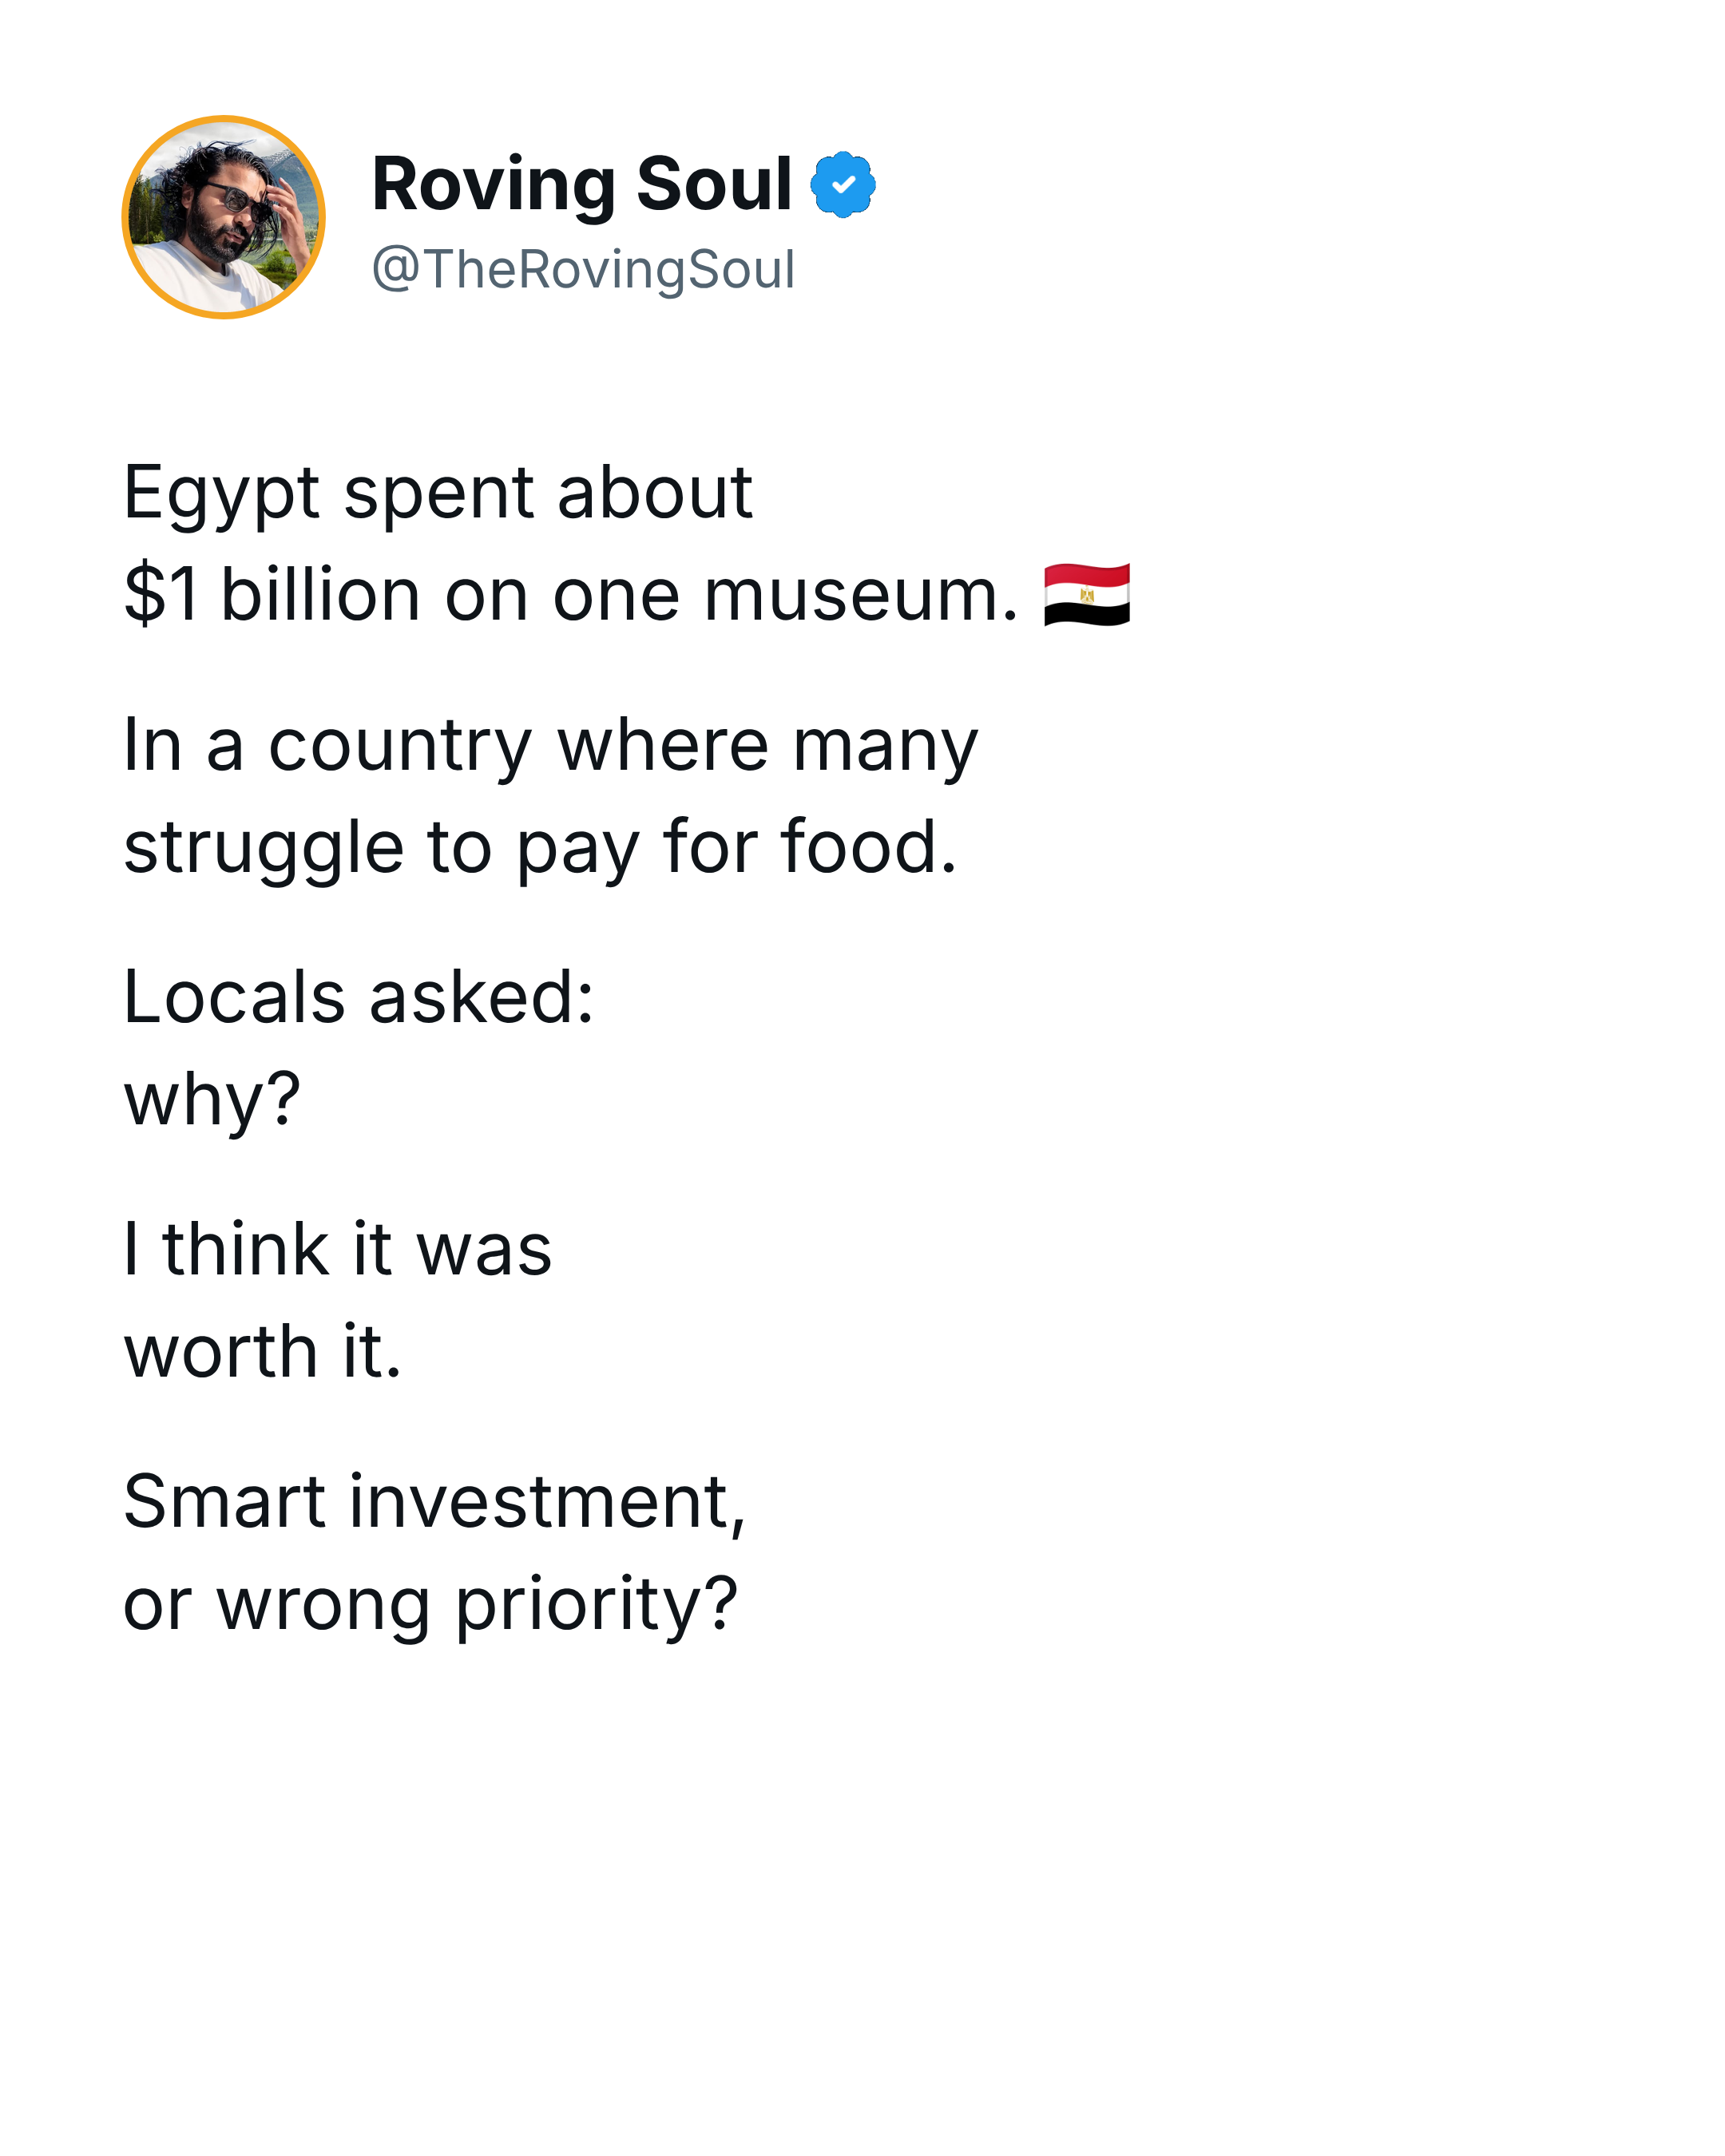 Roving Soul
@TheRovingSoul
Egypt spent about
$1 billion on one museum. 🇪🇬
In a country where many
struggle to pay for food.
Locals asked:
why?
I think it was
worth it.
Smart investment,
or wrong priority?